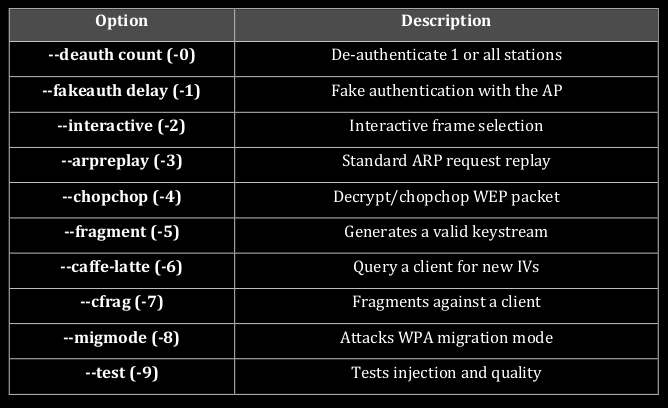 Option Description
--deauth count (-0) De-authenticate 1 or all stations
--fakeauth delay (-1) Fake authentication with the AP
--interactive (-2) Interactive frame selection
--arpreplay (-3) Standard ARP request replay
--chopchop (-4) Decrypt/chopchop WEP packet
--fragment (-5) Generates a valid keystream
--caffe-latte (-6) Query a client for new IVs
--cfrag (-7) Fragments against a client
--migmode (-8) Attacks WPA migration mode
--test (-9) Tests injection and quality